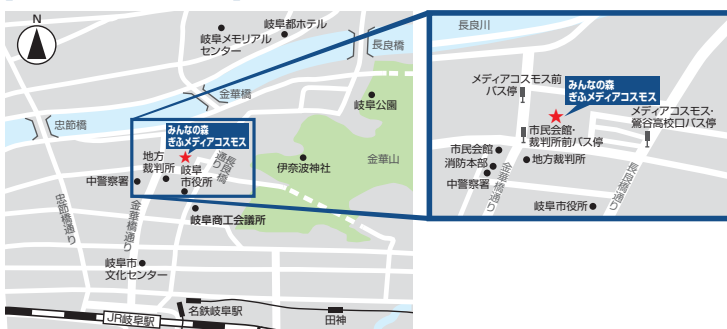 N
岐阜メモリアル
センター
岐阜都ホテル
長良橋
金華橋
忠節橋
岐阜公園
みんなの森
ぎふメディアコスモス
長良橋
通り
地方
裁判所
岐阜
市役所
中警察署
伊奈波神社
金華山
忠節橋通り
金華橋通り
岐阜商工会議所
岐阜市
文化センター
JR岐阜駅
名鉄岐阜駅
田神
長良川
メディアコスモス前
バス停
みんなの森
ぎふメディアコスモス
メディアコスモス・
鶯谷高校口バス停
市民会館・
裁判所前バス停
市民会館
消防本部
中警察署
地方裁判所
金華橋通り
長良橋通り
岐阜市役所